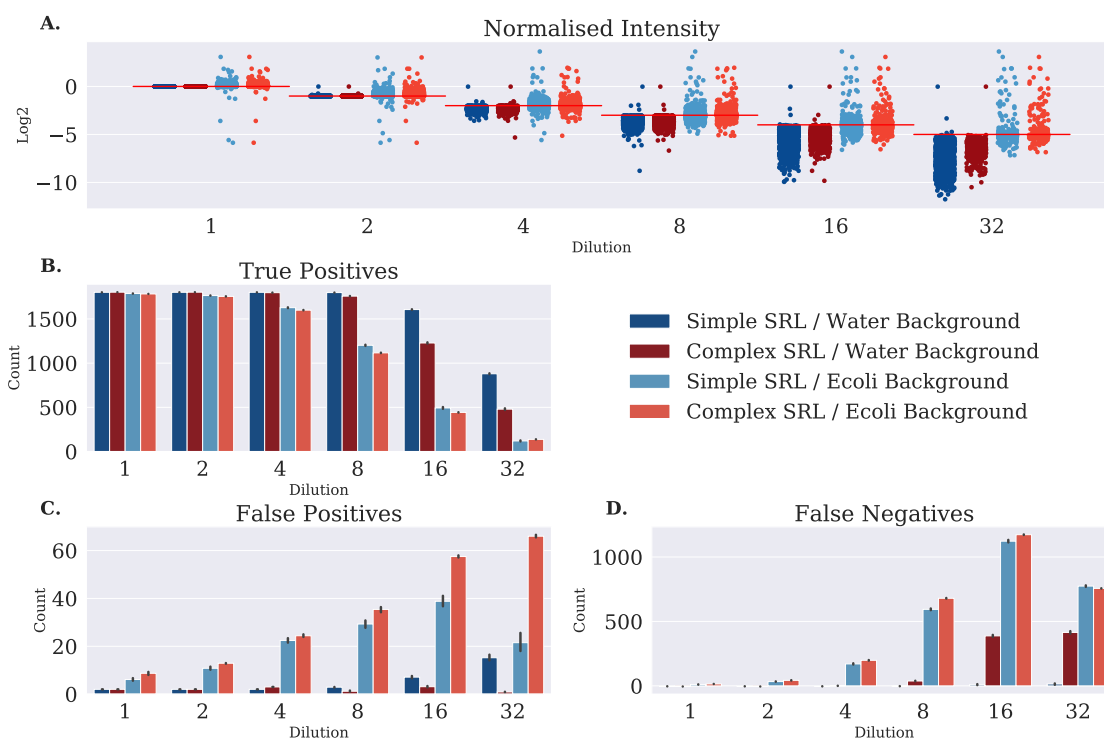 A.
Normalised Intensity
Log2
0
−5
−10
1 2 4 8 16 32
Dilution
B.
True Positives
Count
1500
1000
500
0
1 2 4 8 16 32
Dilution
Simple SRL / Water Background
Complex SRL / Water Background
Simple SRL / Ecoli Background
Complex SRL / Ecoli Background
C.
False Positives
Count
60
40
20
0
1 2 4 8 16 32
Dilution
D.
False Negatives
Count
1000
500
0
1 2 4 8 16 32
Dilution